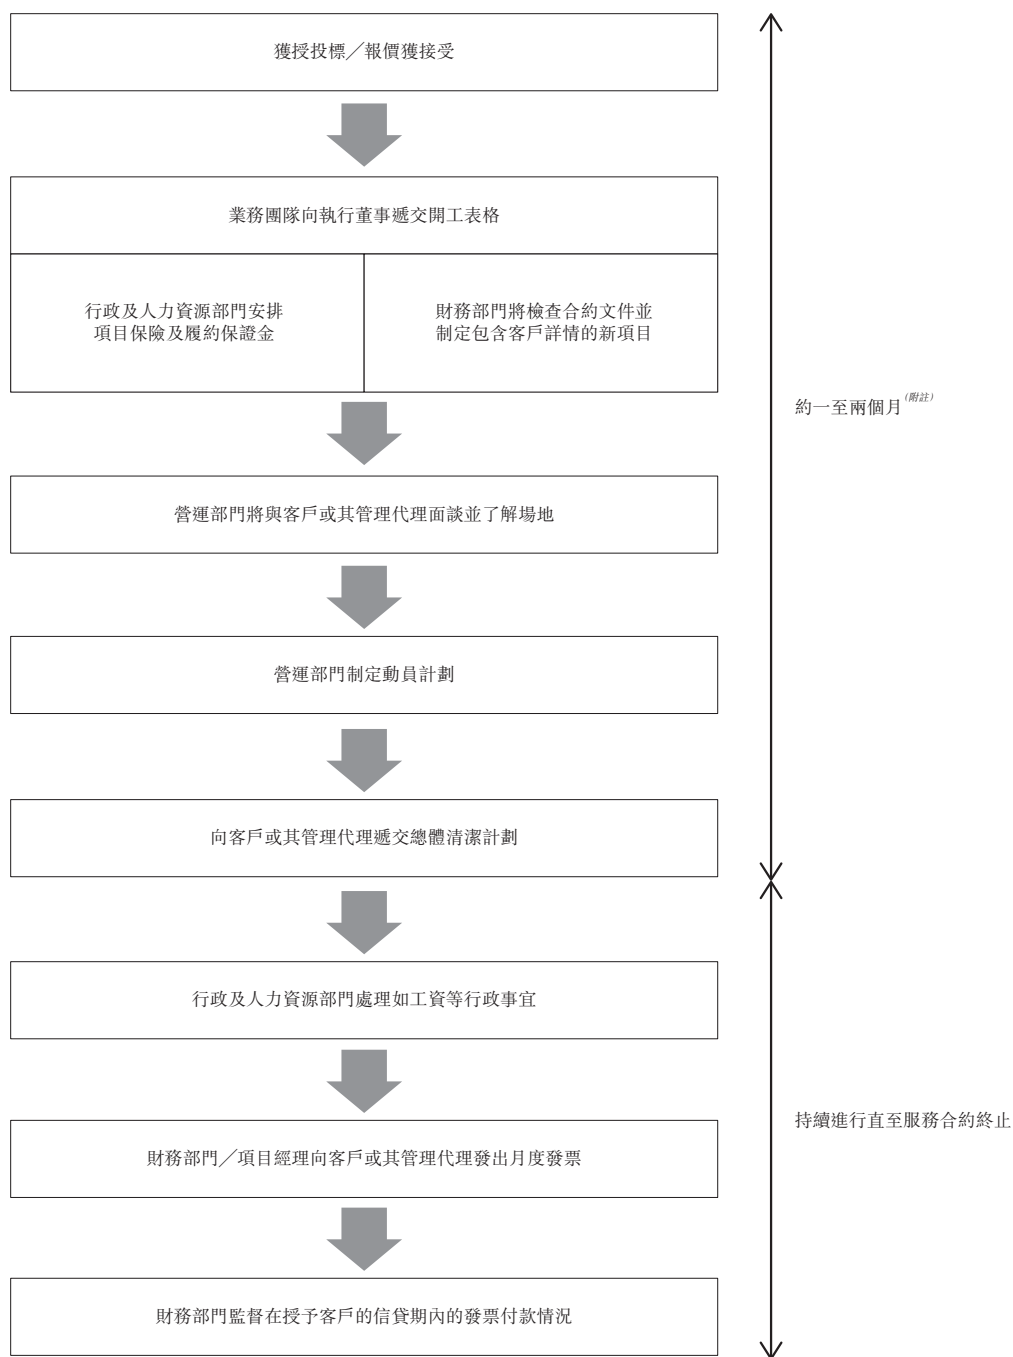 獲授投標／報價獲接受
業務團隊向執行董事遞交開工表格
行政及人力資源部門安排
項目保險及履約保證金
財務部門將檢查合約文件並
制定包含客戶詳情的新項目
約一至兩個月(附註)
營運部門將與客戶或其管理代理面談並了解場地
營運部門制定動員計劃
向客戶或其管理代理遞交總體清潔計劃
行政及人力資源部門處理如工資等行政事宜
持續進行直至服務合約終止
財務部門／項目經理向客戶或其管理代理發出月度發票
財務部門監督在授予客戶的信貸期內的發票付款情況